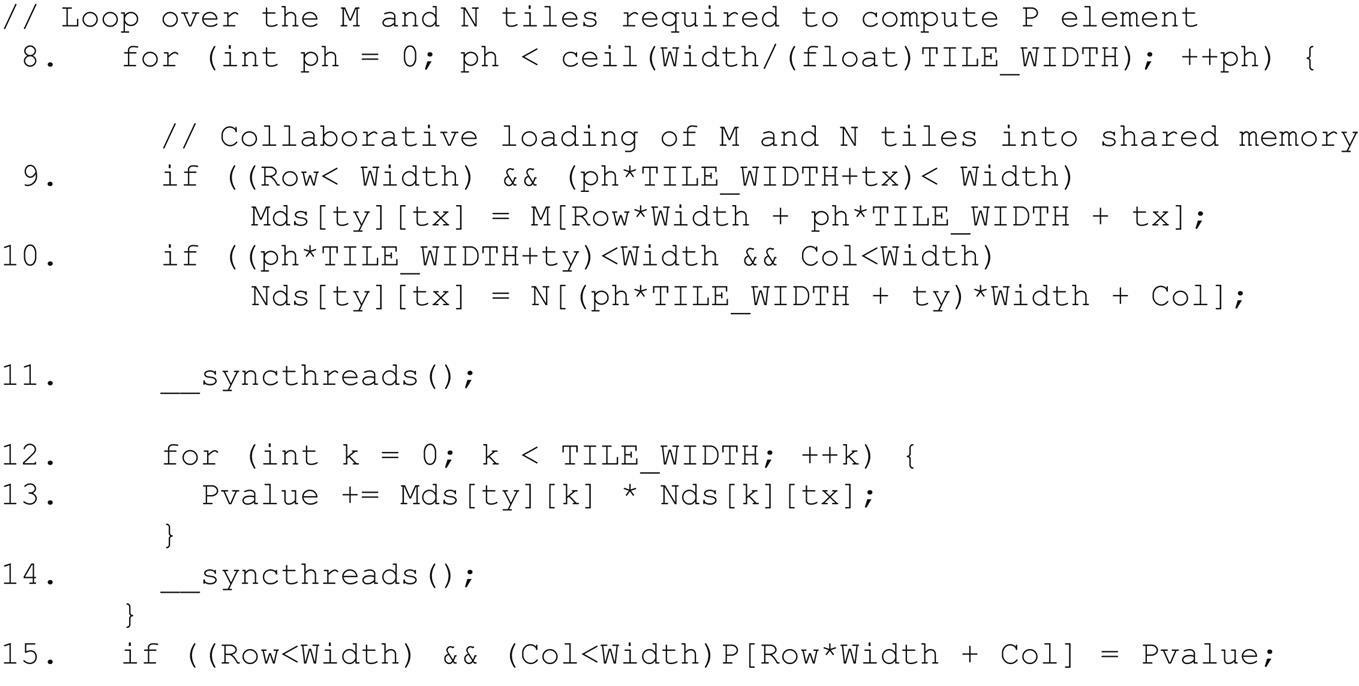 // Loop over the M and N tiles required to compute P element
8. for (int ph = 0; ph < ceil(Width/(float)TILE_WIDTH); ++ph) {
// Collaborative loading of M and N tiles into shared memory
9. if ((Row< Width) && (ph*TILE_WIDTH+tx)< Width)
Mds[ty][tx] = M[Row*Width + ph*TILE_WIDTH + tx];
10. if ((ph*TILE_WIDTH+ty)<Width && Col<Width)
Nds[ty][tx] = N[(ph*TILE_WIDTH + ty)*Width + Col];
11. __syncthreads();
12. for (int k = 0; k < TILE_WIDTH; ++k) {
13. Pvalue += Mds[ty][k] * Nds[k][tx];
}
14. __syncthreads();
}
15. if ((Row<Width) && (Col<Width)P[Row*Width + Col] = Pvalue;